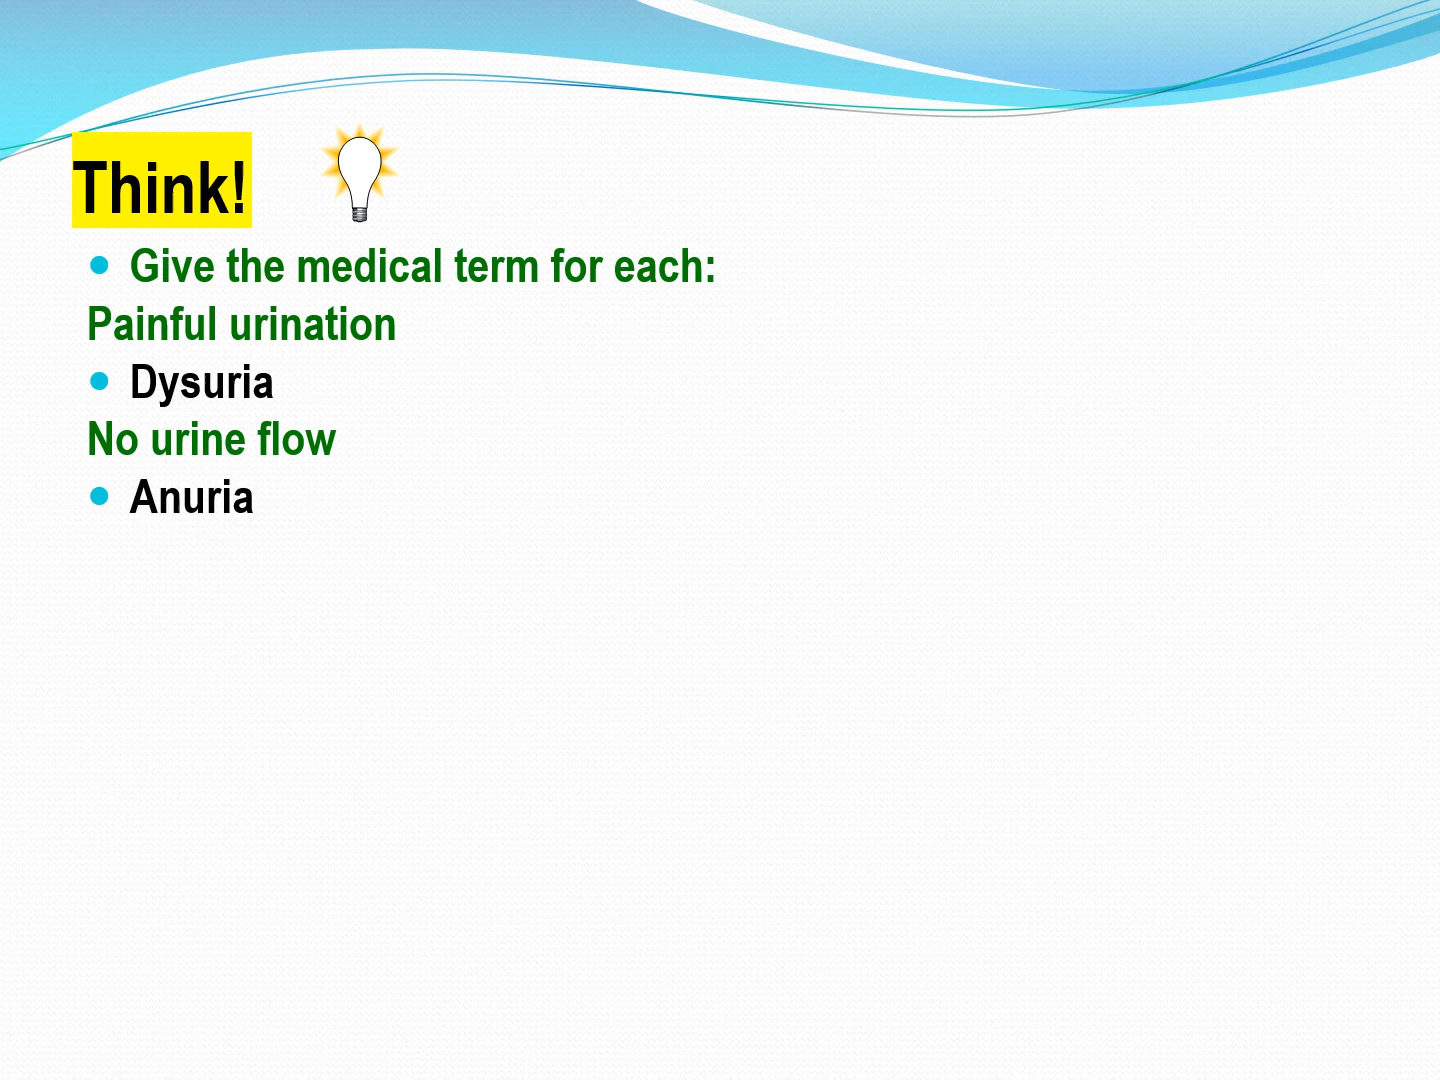 Think!
Give the medical term for each:
Painful urination
Dysuria
No urine flow
Anuria